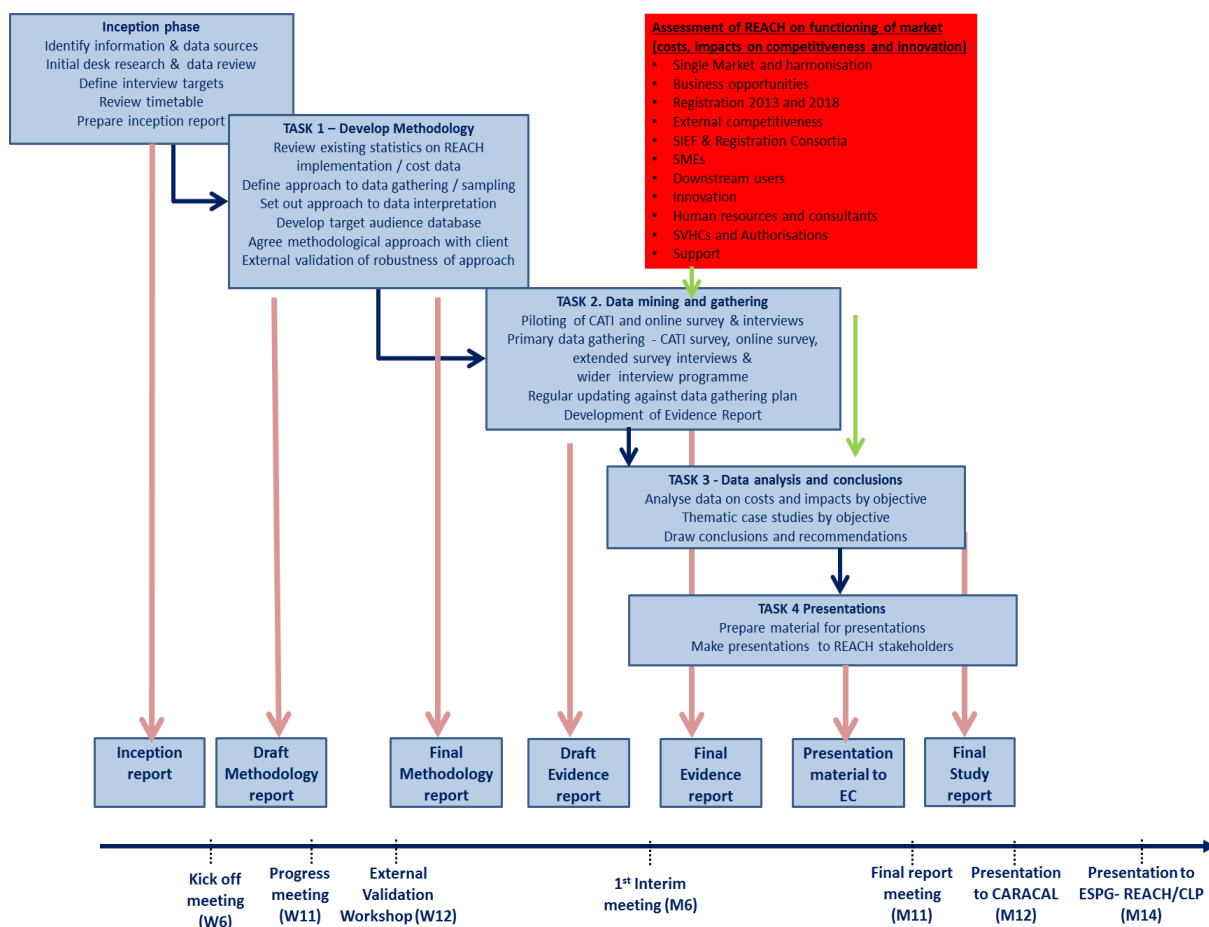 Inception phase
Identify information & data sources
Initial desk research & data review
Define interview targets
Review timetable
Prepare inception report
Assessment of REACH on functioning of market
(costs, impacts on competitiveness and innovation)
• Single Market and harmonisation
• Business opportunities
• Registration 2013 and 2018
• External competitiveness
• SIEF & Registration Consortia
• SMEs
• Downstream users
• Innovation
• Human resources and consultants
• SVHCs and Authorisations
• Support
TASK 1 – Develop Methodology
Review existing statistics on REACH
implementation / cost data
Define approach to data gathering / sampling
Set out approach to data interpretation
Develop target audience database
Agree methodological approach with client
External validation of robustness of approach
TASK 2. Data mining and gathering
Piloting of CATI and online survey & interviews
Primary data gathering - CATI survey, online survey,
extended survey interviews &
wider interview programme
Regular updating against data gathering plan
Development of Evidence Report
TASK 3 - Data analysis and conclusions
Analyse data on costs and impacts by objective
Thematic case studies by objective
Draw conclusions and recommendations
TASK 4 Presentations
Prepare material for presentations
Make presentations to REACH stakeholders
Inception
report
Draft
Methodology
report
Final
Methodology
report
Draft
Evidence
report
Final
Evidence
report
Presentation
material to
EC
Final
Study
report
Kick off
meeting
(W6)
Progress
meeting
(W11)
External
Validation
Workshop (W12)
1st Interim
meeting (M6)
Final report
meeting
(M11)
Presentation
to CARACAL
(M12)
Presentation to
ESPG- REACH/CLP
(M14)